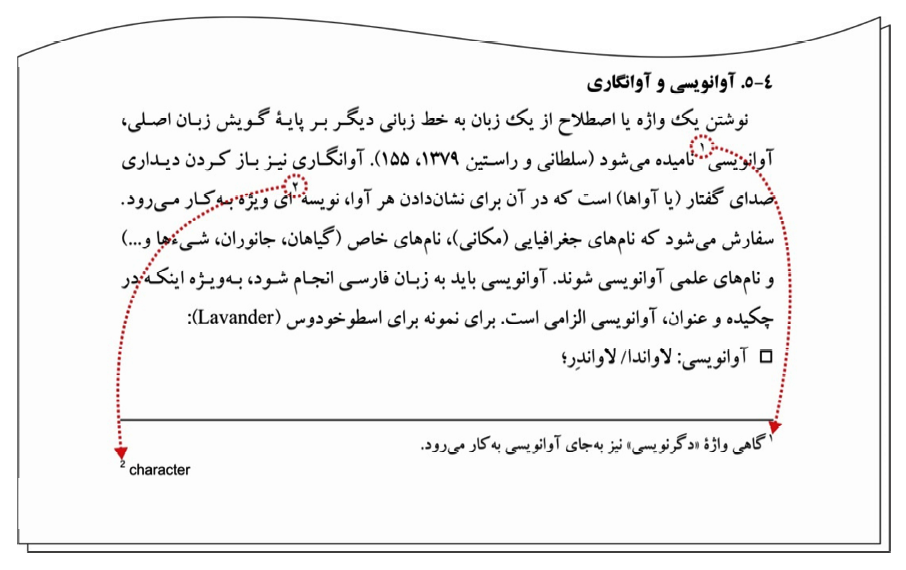 ۴-۵. آوانویسی و آوانگاری
نوشتن یک واژه یا اصطلاح از یک زبان به خط زبانی دیگر بر پایۀ گویش زبان اصلی،
آوانویسی۱ نامیده می‌شود (سلطانی و راستین ۱۳۷۹، ۱۵۵). آوانگاری نیز باز کردن دیداری
صدای گفتار (یا آواها) است که در آن برای نشان‌دادن هر آوا، نویسه۲ ای ویژه به‌کار می‌رود.
سفارش می‌شود که نام‌های جغرافیایی (مکانی)، نام‌های خاص (گیاهان، جانوران، شیءها و...)
و نام‌های علمی آوانویسی شوند. آوانویسی باید به زبان فارسی انجام شود، به‌ویژه اینکه در
چکیده و عنوان، آوانویسی الزامی است. برای نمونه برای اسطوخودوس (Lavander):
□ آوانویسی: لاواندا/ لاواندِر؛
۱ گاهی واژۀ «دگرنویسی» نیز به‌جای آوانویسی به‌کار می‌رود.
2 character